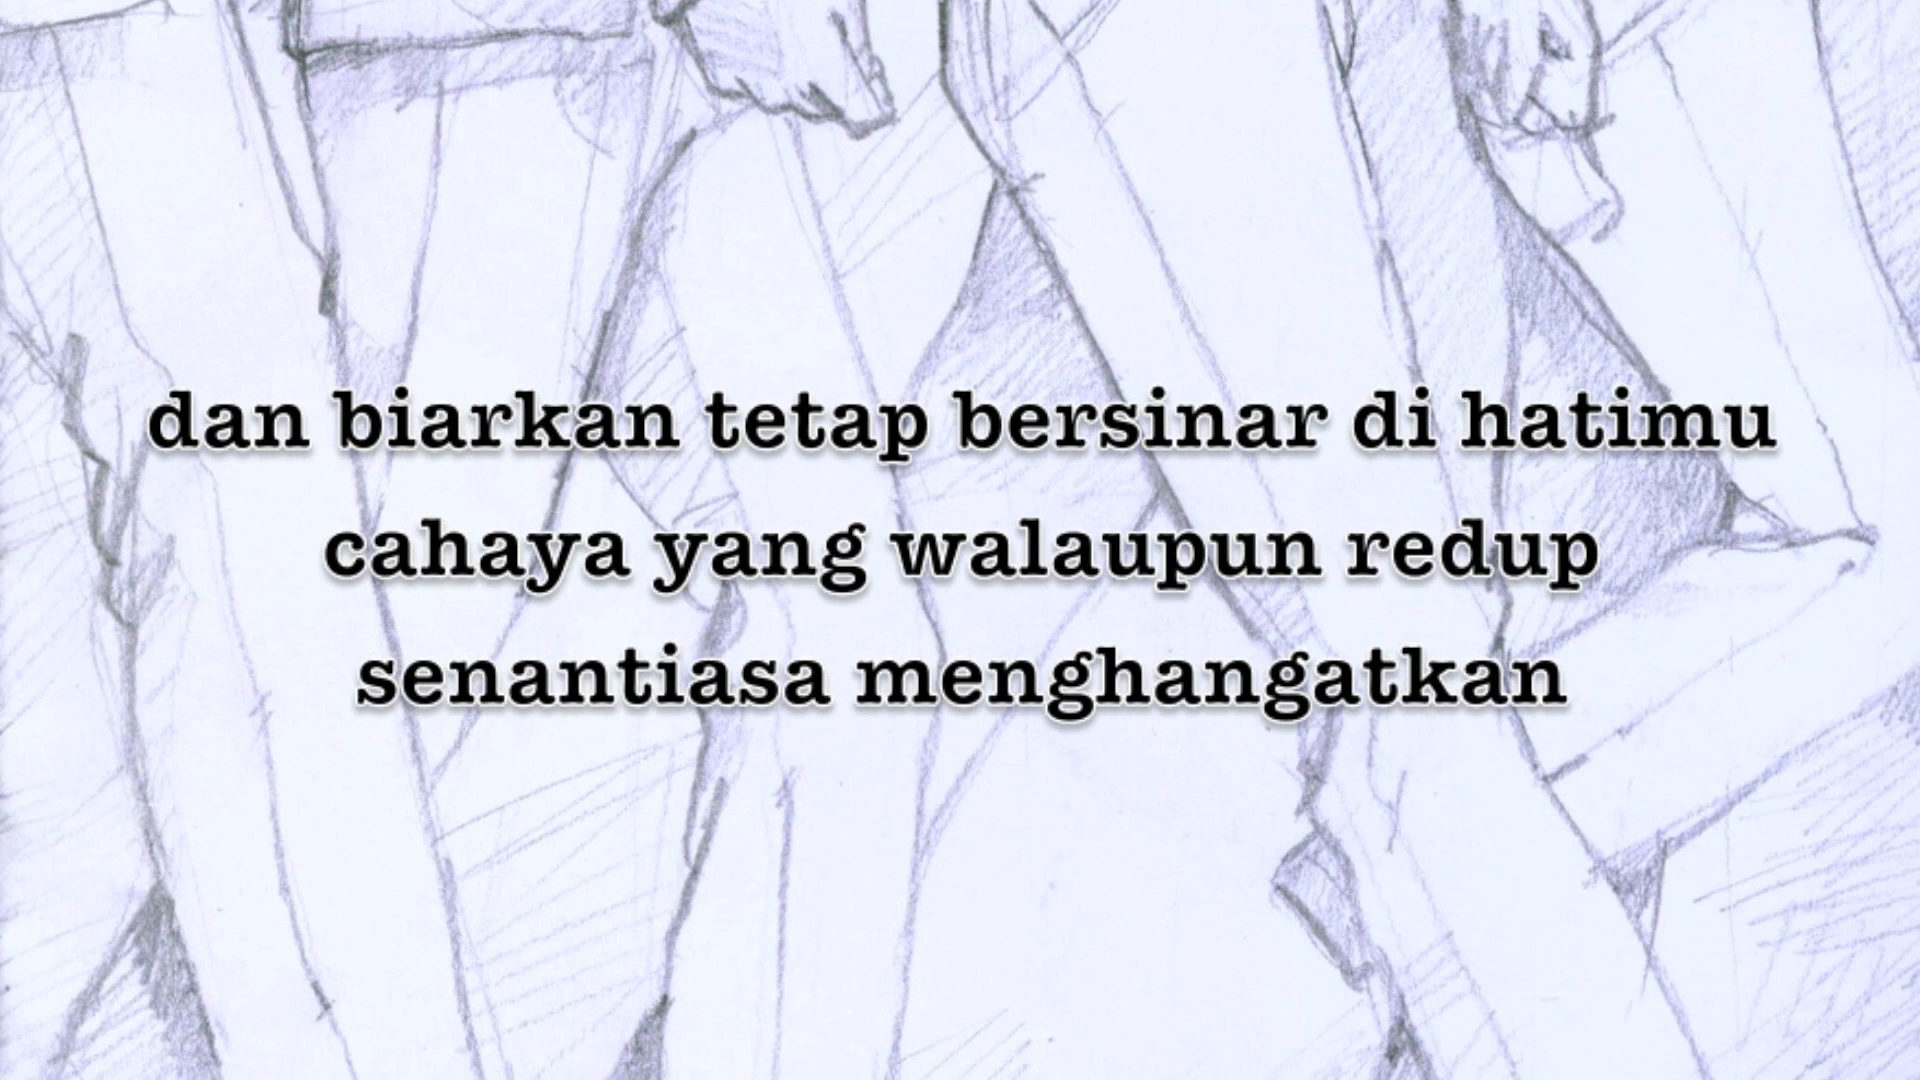 dan biarkan tetap bersinar di hatimu
cahaya yang walaupun redup
senantiasa menghangatkan